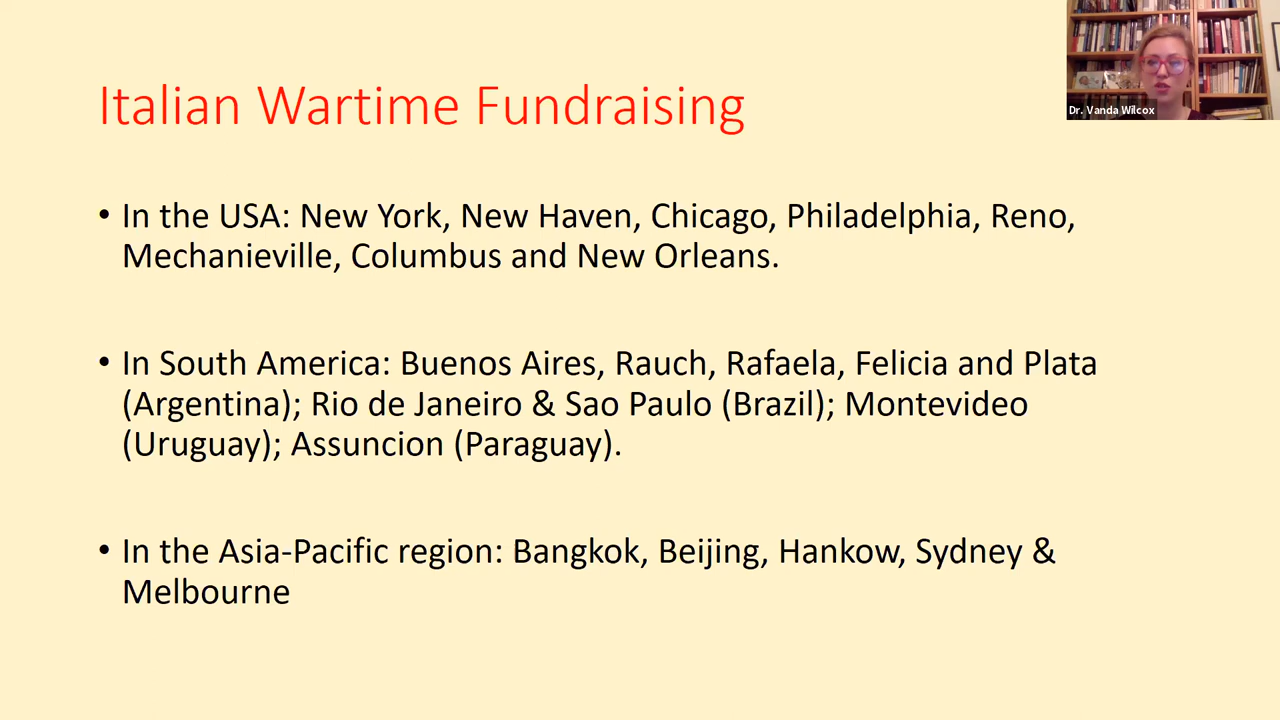 Italian Wartime Fundraising
Dr. Vanda Wilcox
• In the USA: New York, New Haven, Chicago, Philadelphia, Reno,
Mechanieville, Columbus and New Orleans.
• In South America: Buenos Aires, Rauch, Rafaela, Felicia and Plata
(Argentina); Rio de Janeiro & Sao Paulo (Brazil); Montevideo
(Uruguay); Assuncion (Paraguay).
• In the Asia-Pacific region: Bangkok, Beijing, Hankow, Sydney &
Melbourne